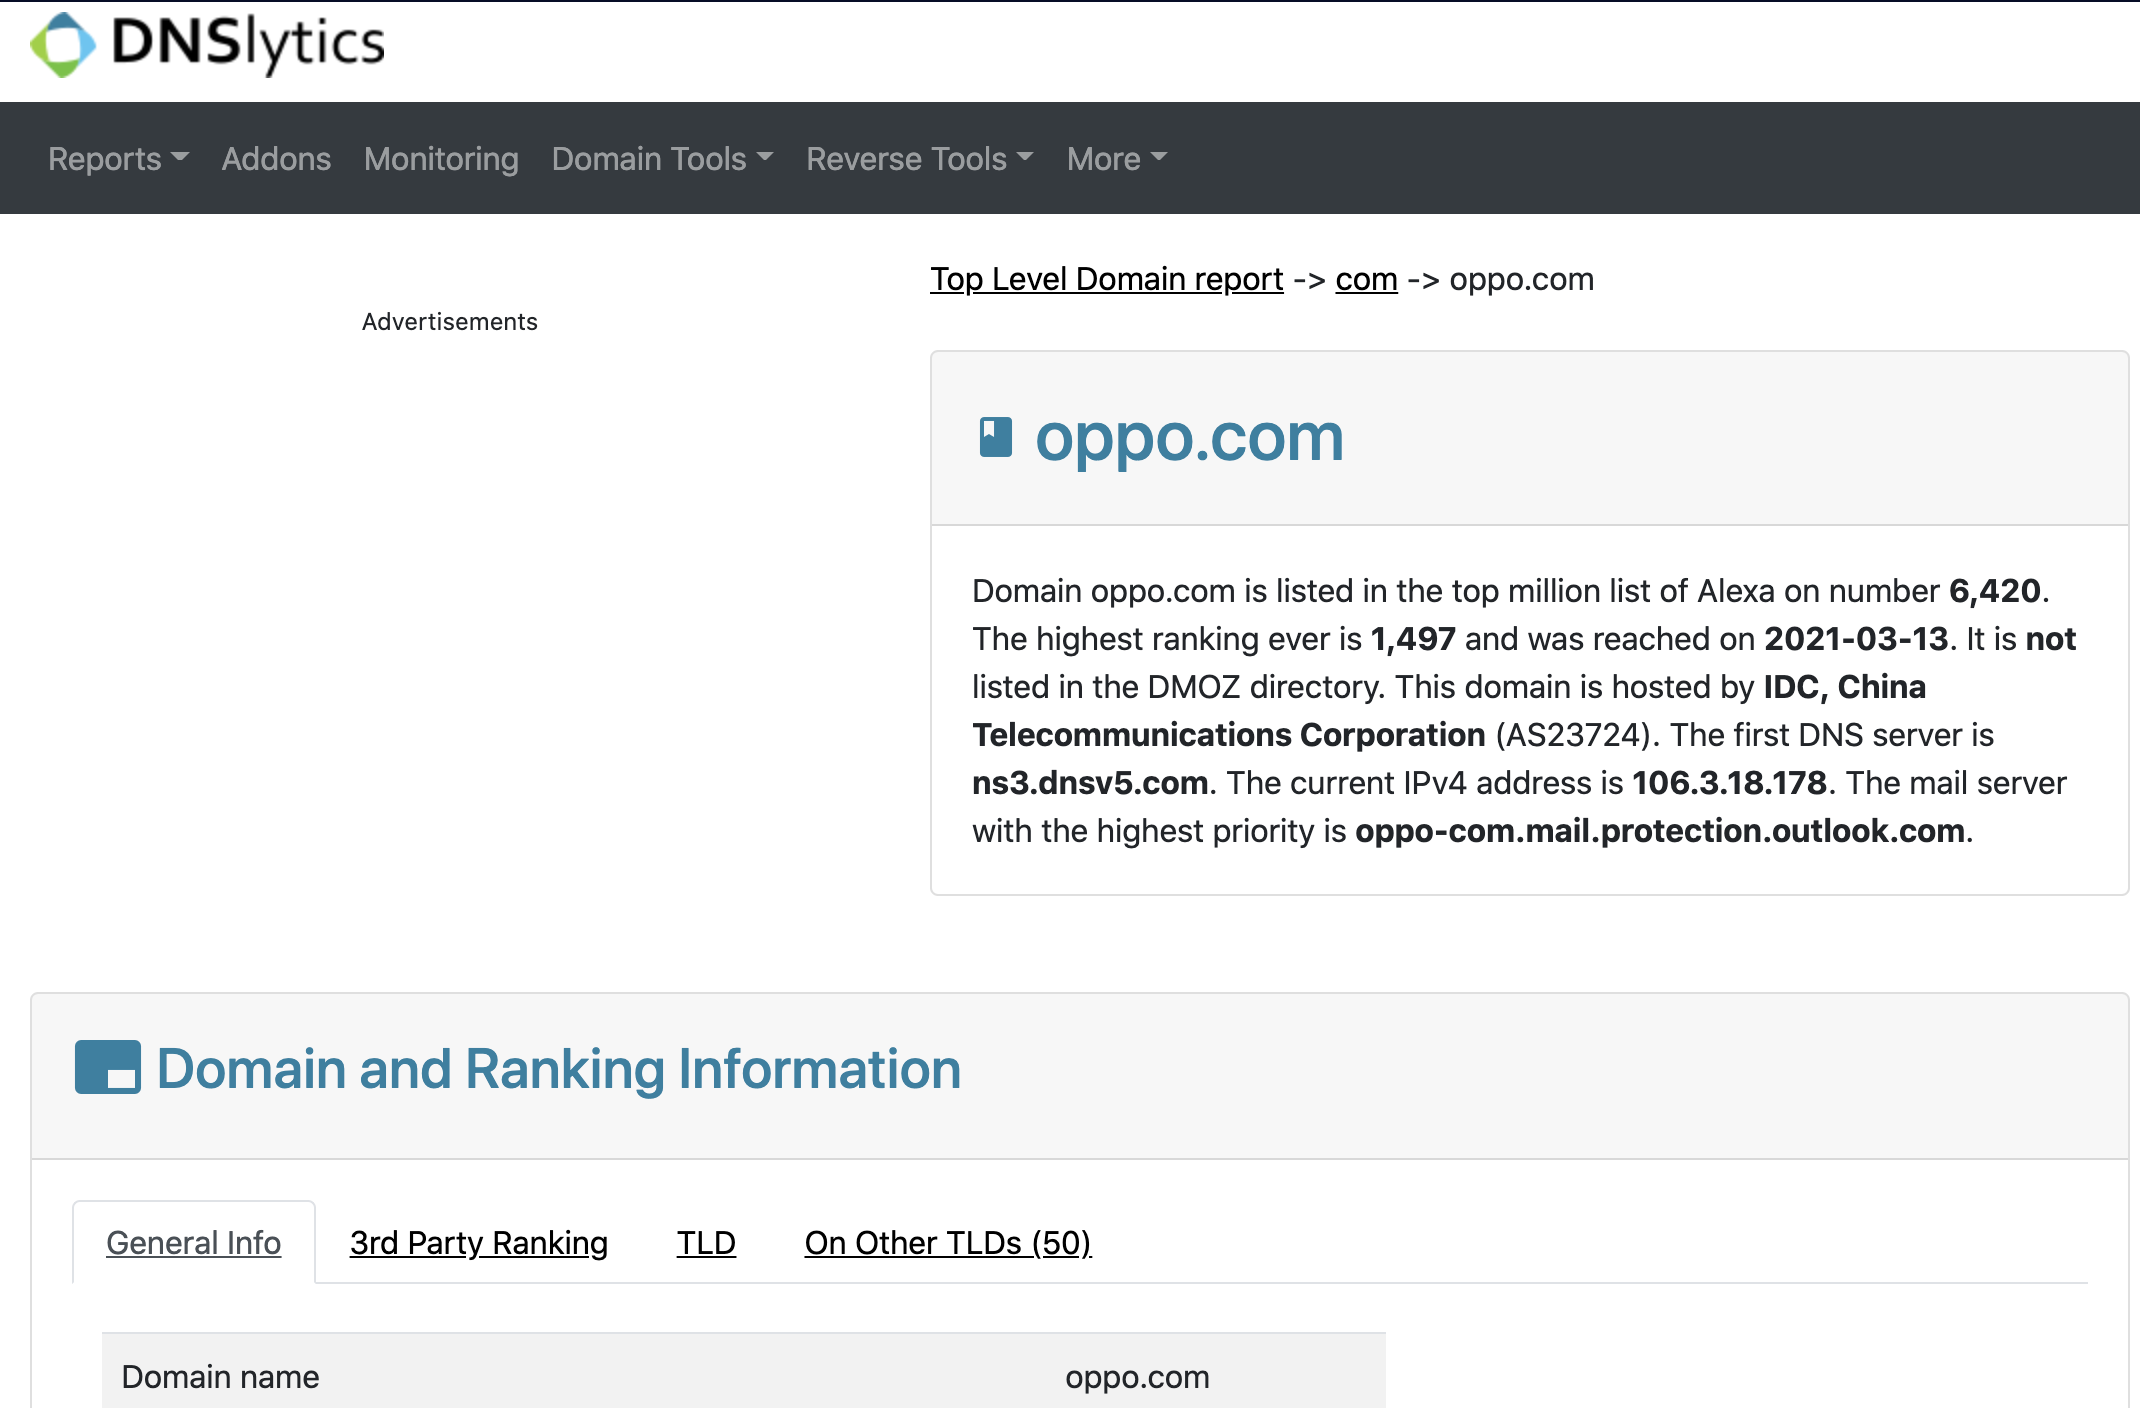 DNSlytics
Reports Addons Monitoring Domain Tools Reverse Tools More
Top Level Domain report -> com -> oppo.com
Advertisements
oppo.com
Domain oppo.com is listed in the top million list of Alexa on number 6,420.
The highest ranking ever is 1,497 and was reached on 2021-03-13. It is not
listed in the DMOZ directory. This domain is hosted by IDC, China
Telecommunications Corporation (AS23724). The first DNS server is
ns3.dnsv5.com. The current IPv4 address is 106.3.18.178. The mail server
with the highest priority is oppo-com.mail.protection.outlook.com.
Domain and Ranking Information
General Info 3rd Party Ranking TLD On Other TLDs (50)
Domain name oppo.com